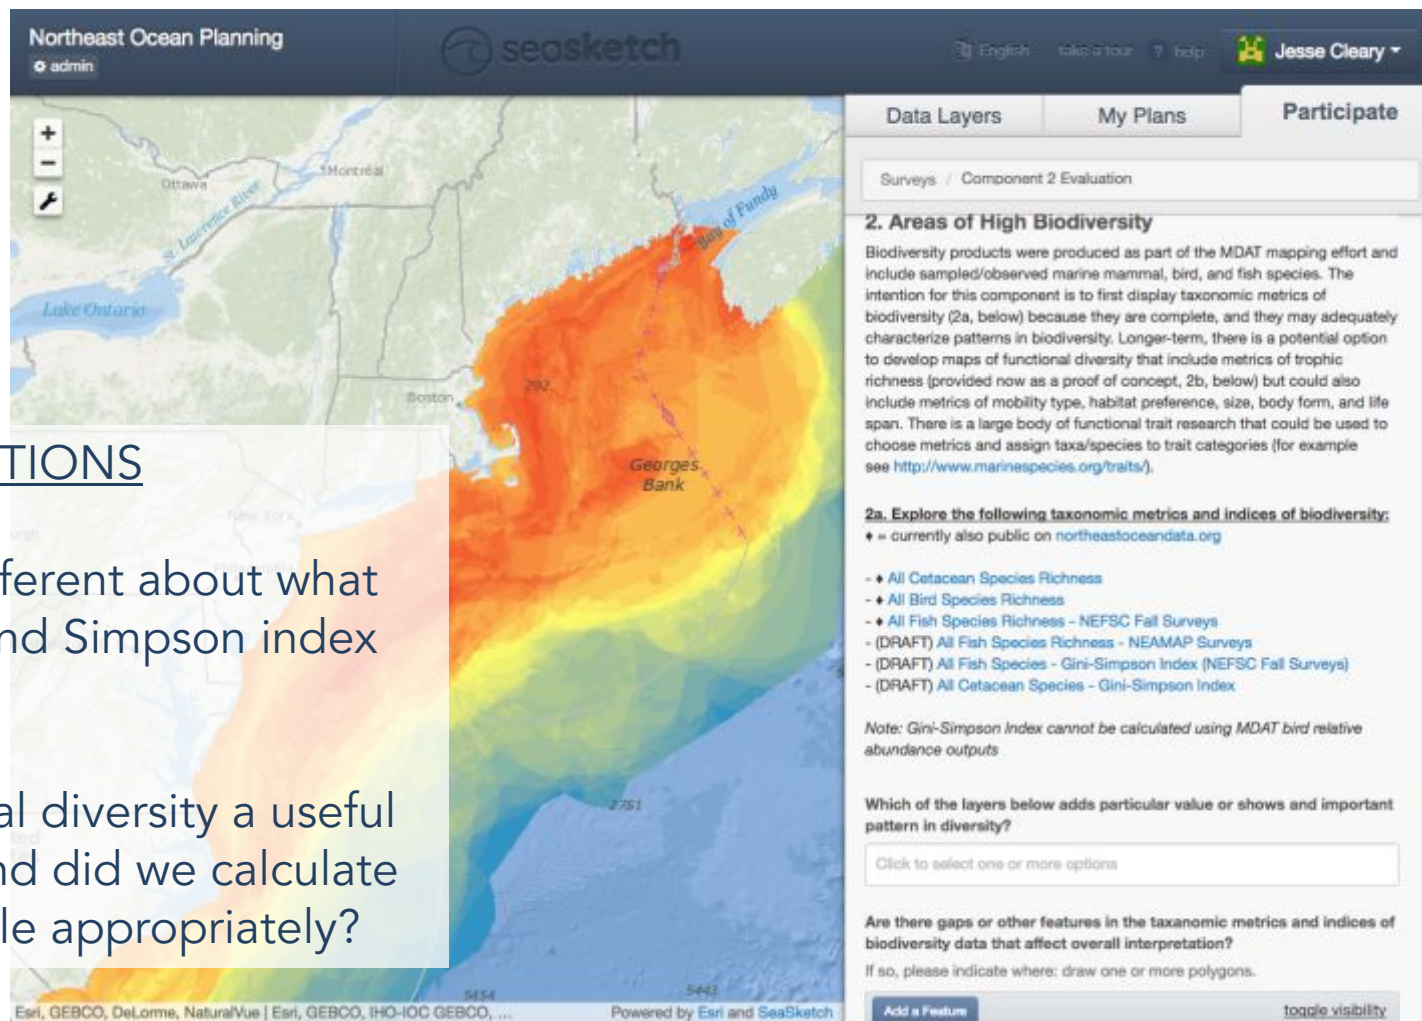 Northeast Ocean Planning
admin
seasketch
English take a tour ? help
Jesse Cleary
Data Layers My Plans Participate
Surveys / Component 2 Evaluation
2. Areas of High Biodiversity
Biodiversity products were produced as part of the MDAT mapping effort and
include sampled/observed marine mammal, bird, and fish species. The
intention for this component is to first display taxonomic metrics of
biodiversity (2a, below) because they are complete, and they may adequately
characterize patterns in biodiversity. Longer-term, there is a potential option
to develop maps of functional diversity that include metrics of trophic
richness (provided now as a proof of concept, 2b, below) but could also
include metrics of mobility type, habitat preference, size, body form, and life
span. There is a large body of functional trait research that could be used to
choose metrics and assign taxa/species to trait categories (for example
see http://www.marinespecies.org/traits/).
2a. Explore the following taxonomic metrics and indices of biodiversity:
♦ = currently also public on northeastoceandata.org
- ♦ All Cetacean Species Richness
- ♦ All Bird Species Richness
- ♦ All Fish Species Richness - NEFSC Fall Surveys
- (DRAFT) All Fish Species Richness - NEAMAP Surveys
- (DRAFT) All Fish Species - Gini-Simpson Index (NEFSC Fall Surveys)
- (DRAFT) All Cetacean Species - Gini-Simpson Index
Note: Gini-Simpson Index cannot be calculated using MDAT bird relative
abundance outputs
Which of the layers below adds particular value or shows and important
pattern in diversity?
Click to select one or more options
Are there gaps or other features in the taxanomic metrics and indices of
biodiversity data that affect overall interpretation?
If so, please indicate where: draw one or more polygons.
Add a Feature toggle visibility
+
−
Ottawa
Montréal
St. Lawrence River
Bay of Fundy
Lake Ontario
292
Boston
Georges
Bank
New York
Philadelphia
TIONS
fferent about what
nd Simpson index
al diversity a useful
nd did we calculate
le appropriately?
2761
5454
5443
Esri, GEBCO, DeLorme, NaturalVue | Esri, GEBCO, IHO-IOC GEBCO, ...
Powered by Esri and SeaSketch